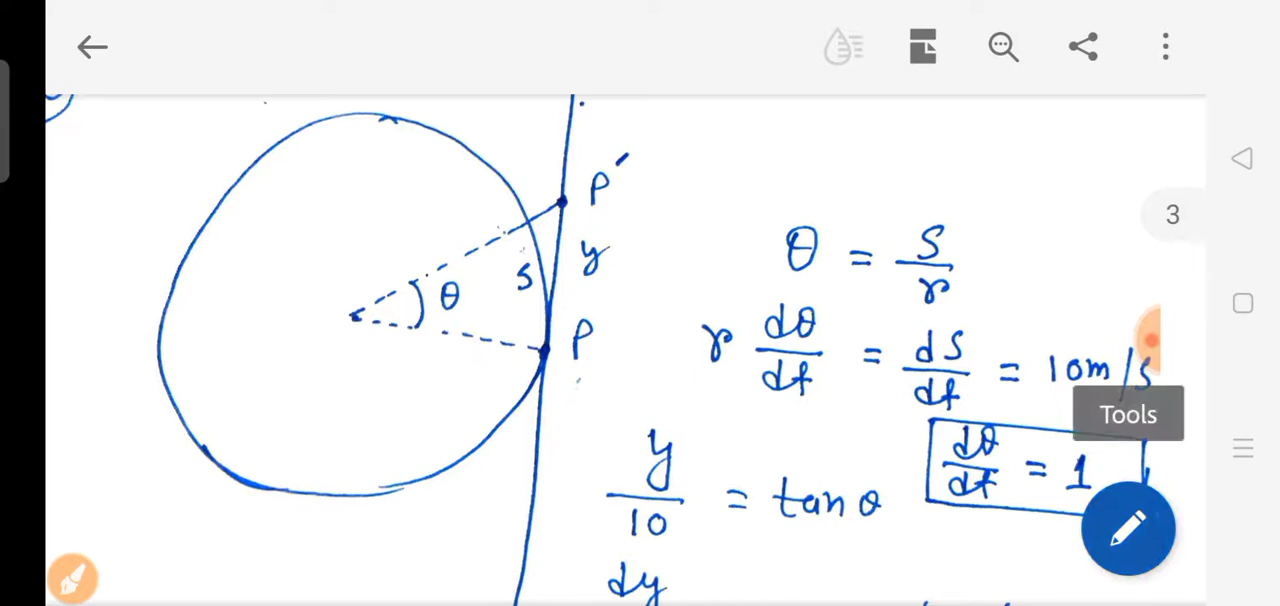 3
P′
y
S
θ
P
θ = S/r
r dθ/dt = dS/dt = 10m/s
Tools
dθ/dt = 1
y/10 = tanθ
dy